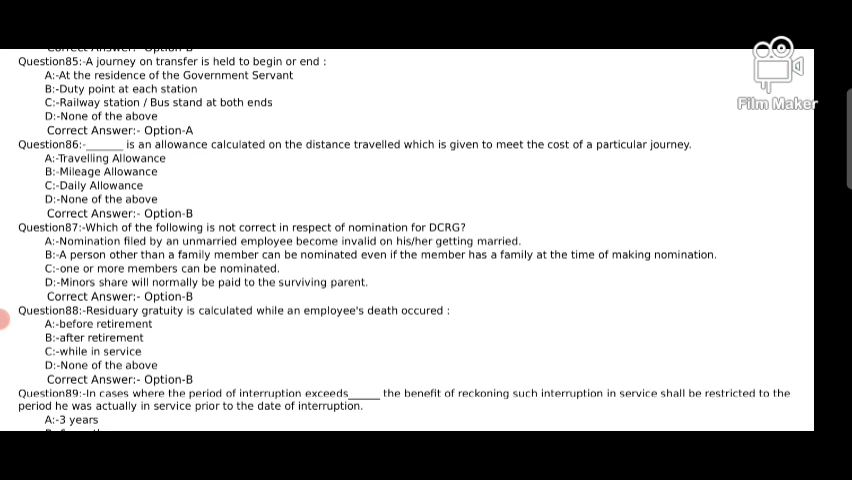 Question85:-A journey on transfer is held to begin or end :
A:-At the residence of the Government Servant
B:-Duty point at each station
C:-Railway station / Bus stand at both ends
D:-None of the above
Correct Answer:- Option-A
Question86:-______ is an allowance calculated on the distance travelled which is given to meet the cost of a particular journey.
A:-Travelling Allowance
B:-Mileage Allowance
C:-Daily Allowance
D:-None of the above
Correct Answer:- Option-B
Question87:-Which of the following is not correct in respect of nomination for DCRG?
A:-Nomination filed by an unmarried employee become invalid on his/her getting married.
B:-A person other than a family member can be nominated even if the member has a family at the time of making nomination.
C:-one or more members can be nominated.
D:-Minors share will normally be paid to the surviving parent.
Correct Answer:- Option-B
Question88:-Residuary gratuity is calculated while an employee's death occured :
A:-before retirement
B:-after retirement
C:-while in service
D:-None of the above
Correct Answer:- Option-B
Question89:-In cases where the period of interruption exceeds_____ the benefit of reckoning such interruption in service shall be restricted to the
period he was actually in service prior to the date of interruption.
A:-3 years
Film Maker